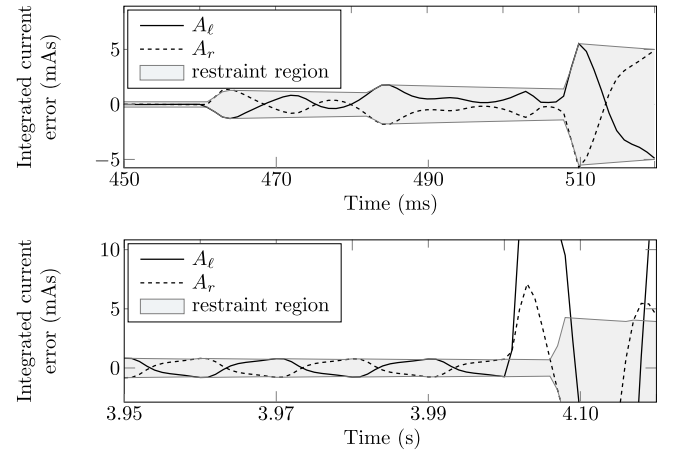 Integrated current
error (mAs)
5
0
−5
A_ℓ
A_r
restraint region
450
470
490
510
Time (ms)
Integrated current
error (mAs)
10
5
0
A_ℓ
A_r
restraint region
3.95
3.97
3.99
4.10
Time (s)